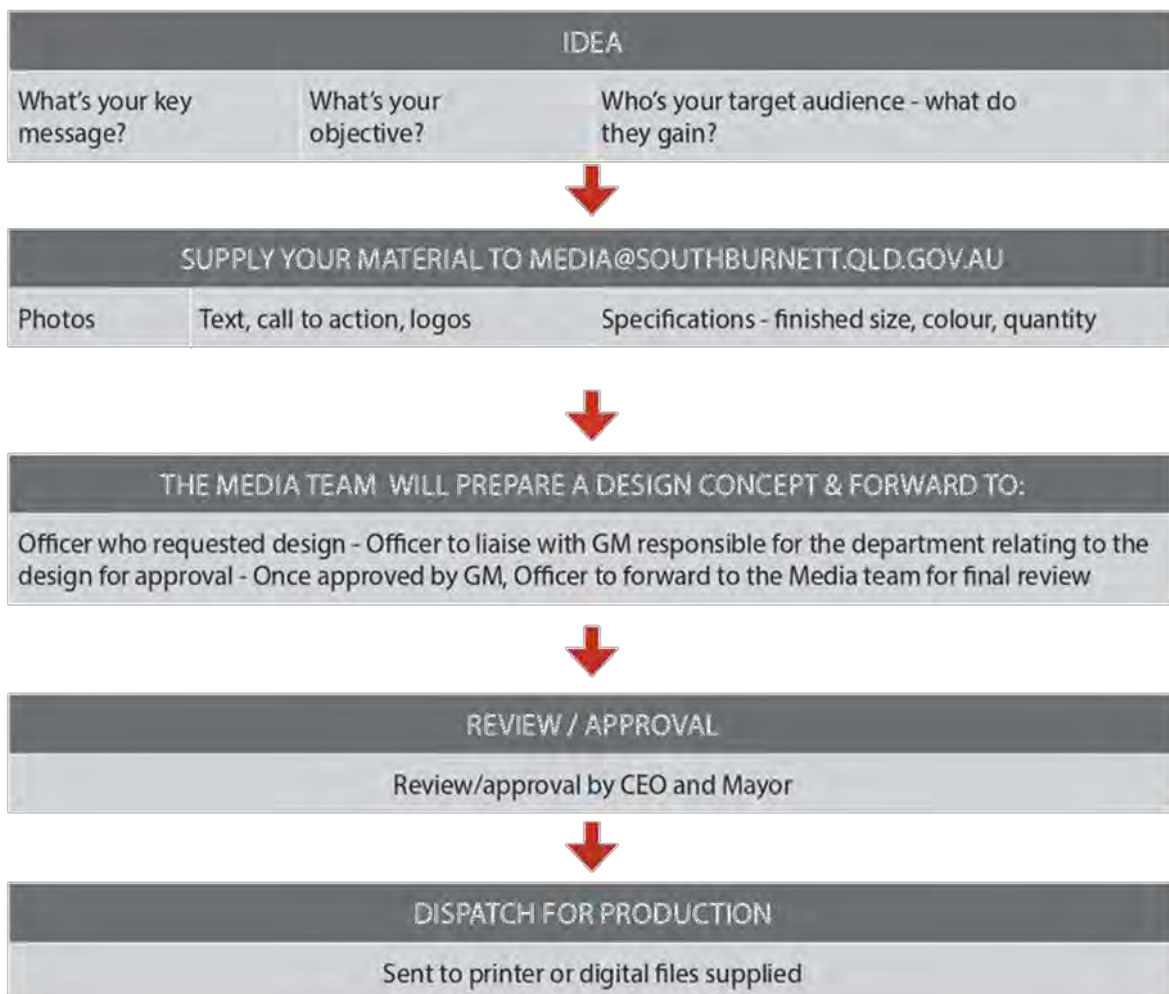 IDEA
What's your key
message?
What's your
objective?
Who's your target audience - what do
they gain?
SUPPLY YOUR MATERIAL TO MEDIA@SOUTHBURNETT.QLD.GOV.AU
Photos
Text, call to action, logos
Specifications - finished size, colour, quantity
THE MEDIA TEAM WILL PREPARE A DESIGN CONCEPT & FORWARD TO:
Officer who requested design - Officer to liaise with GM responsible for the department relating to the
design for approval - Once approved by GM, Officer to forward to the Media team for final review
REVIEW / APPROVAL
Review/approval by CEO and Mayor
DISPATCH FOR PRODUCTION
Sent to printer or digital files supplied